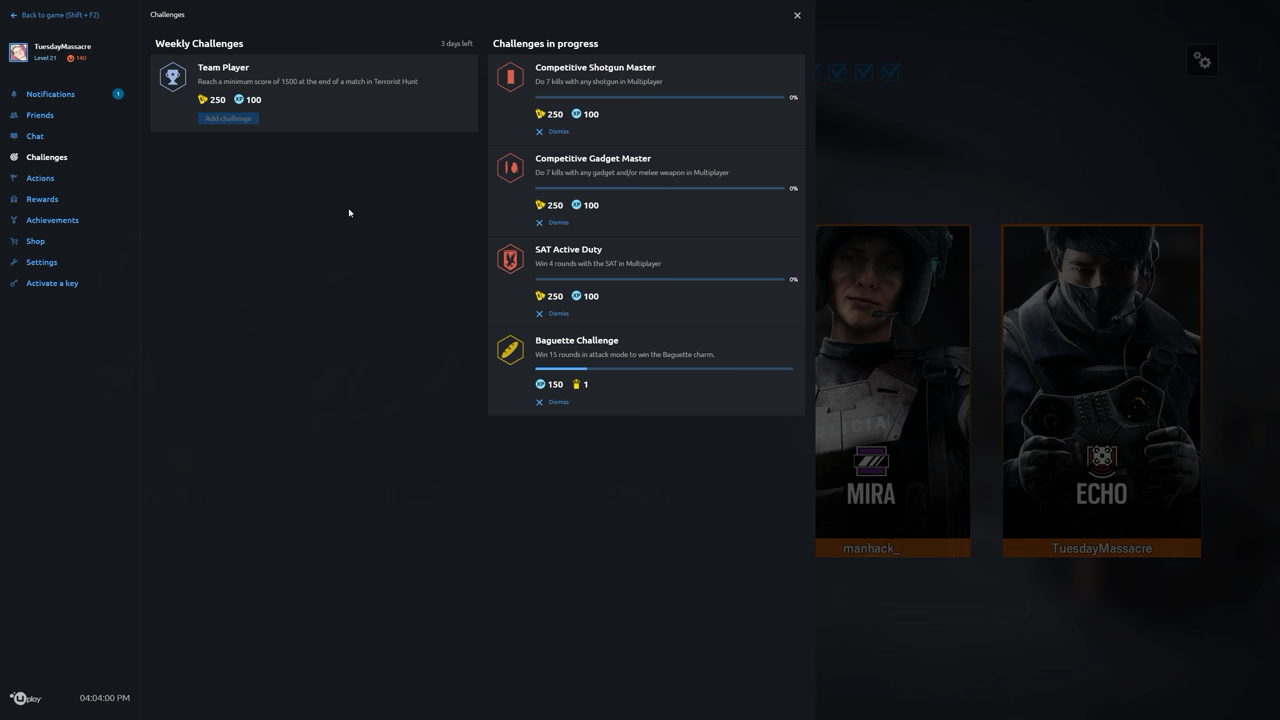 Back to game (Shift + F2)
TuesdayMassacre
Level 21 140
Notifications 1
Friends
Chat
Challenges
Actions
Rewards
Achievements
Shop
Settings
Activate a key
Uplay 04:04:00 PM
Challenges
Weekly Challenges 3 days left
Team Player
Reach a minimum score of 1500 at the end of a match in Terrorist Hunt
250 XP 100
Add challenge
Challenges in progress
Competitive Shotgun Master
Do 7 kills with any shotgun in Multiplayer
0%
250 XP 100
Dismiss
Competitive Gadget Master
Do 7 kills with any gadget and/or melee weapon in Multiplayer
0%
250 XP 100
Dismiss
SAT Active Duty
Win 4 rounds with the SAT in Multiplayer
0%
250 XP 100
Dismiss
Baguette Challenge
Win 15 rounds in attack mode to win the Baguette charm.
XP 150 1
Dismiss
MIRA
manhack_
ECHO
TuesdayMassacre